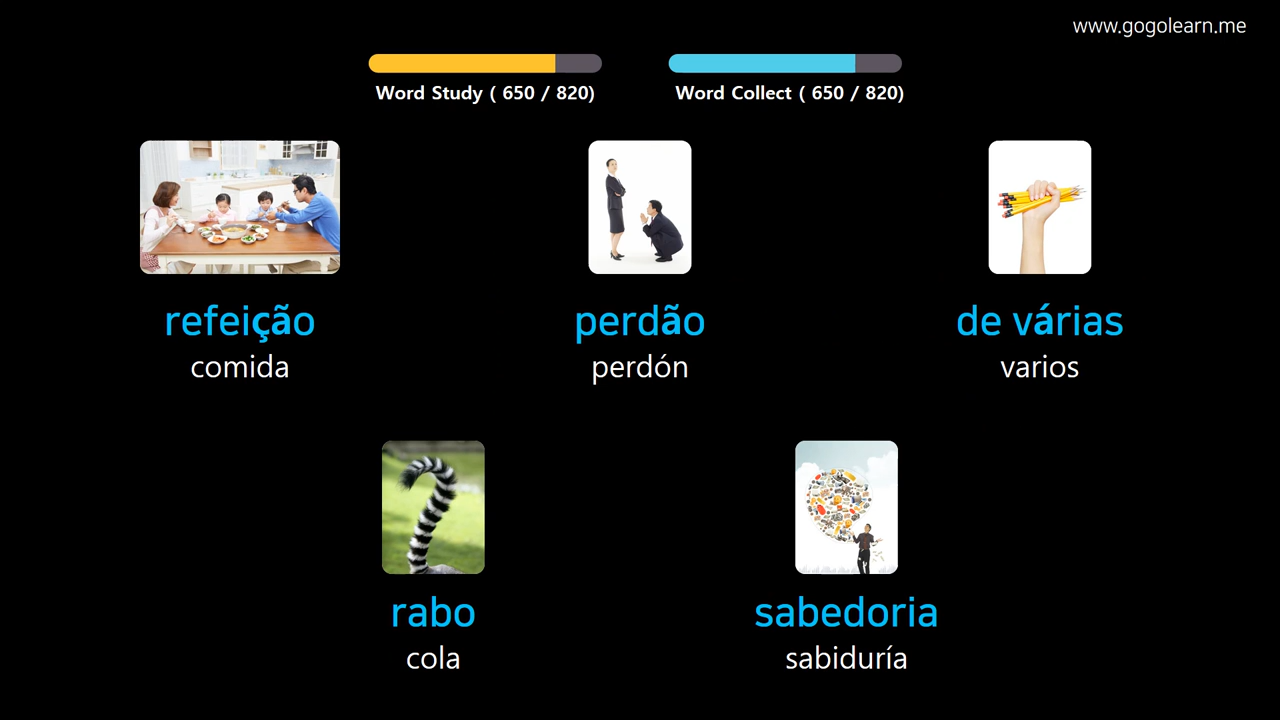 www.gogolearn.me
Word Study ( 650 / 820)
Word Collect ( 650 / 820)
refeição
comida
perdão
perdón
de várias
varios
rabo
cola
sabedoria
sabiduría